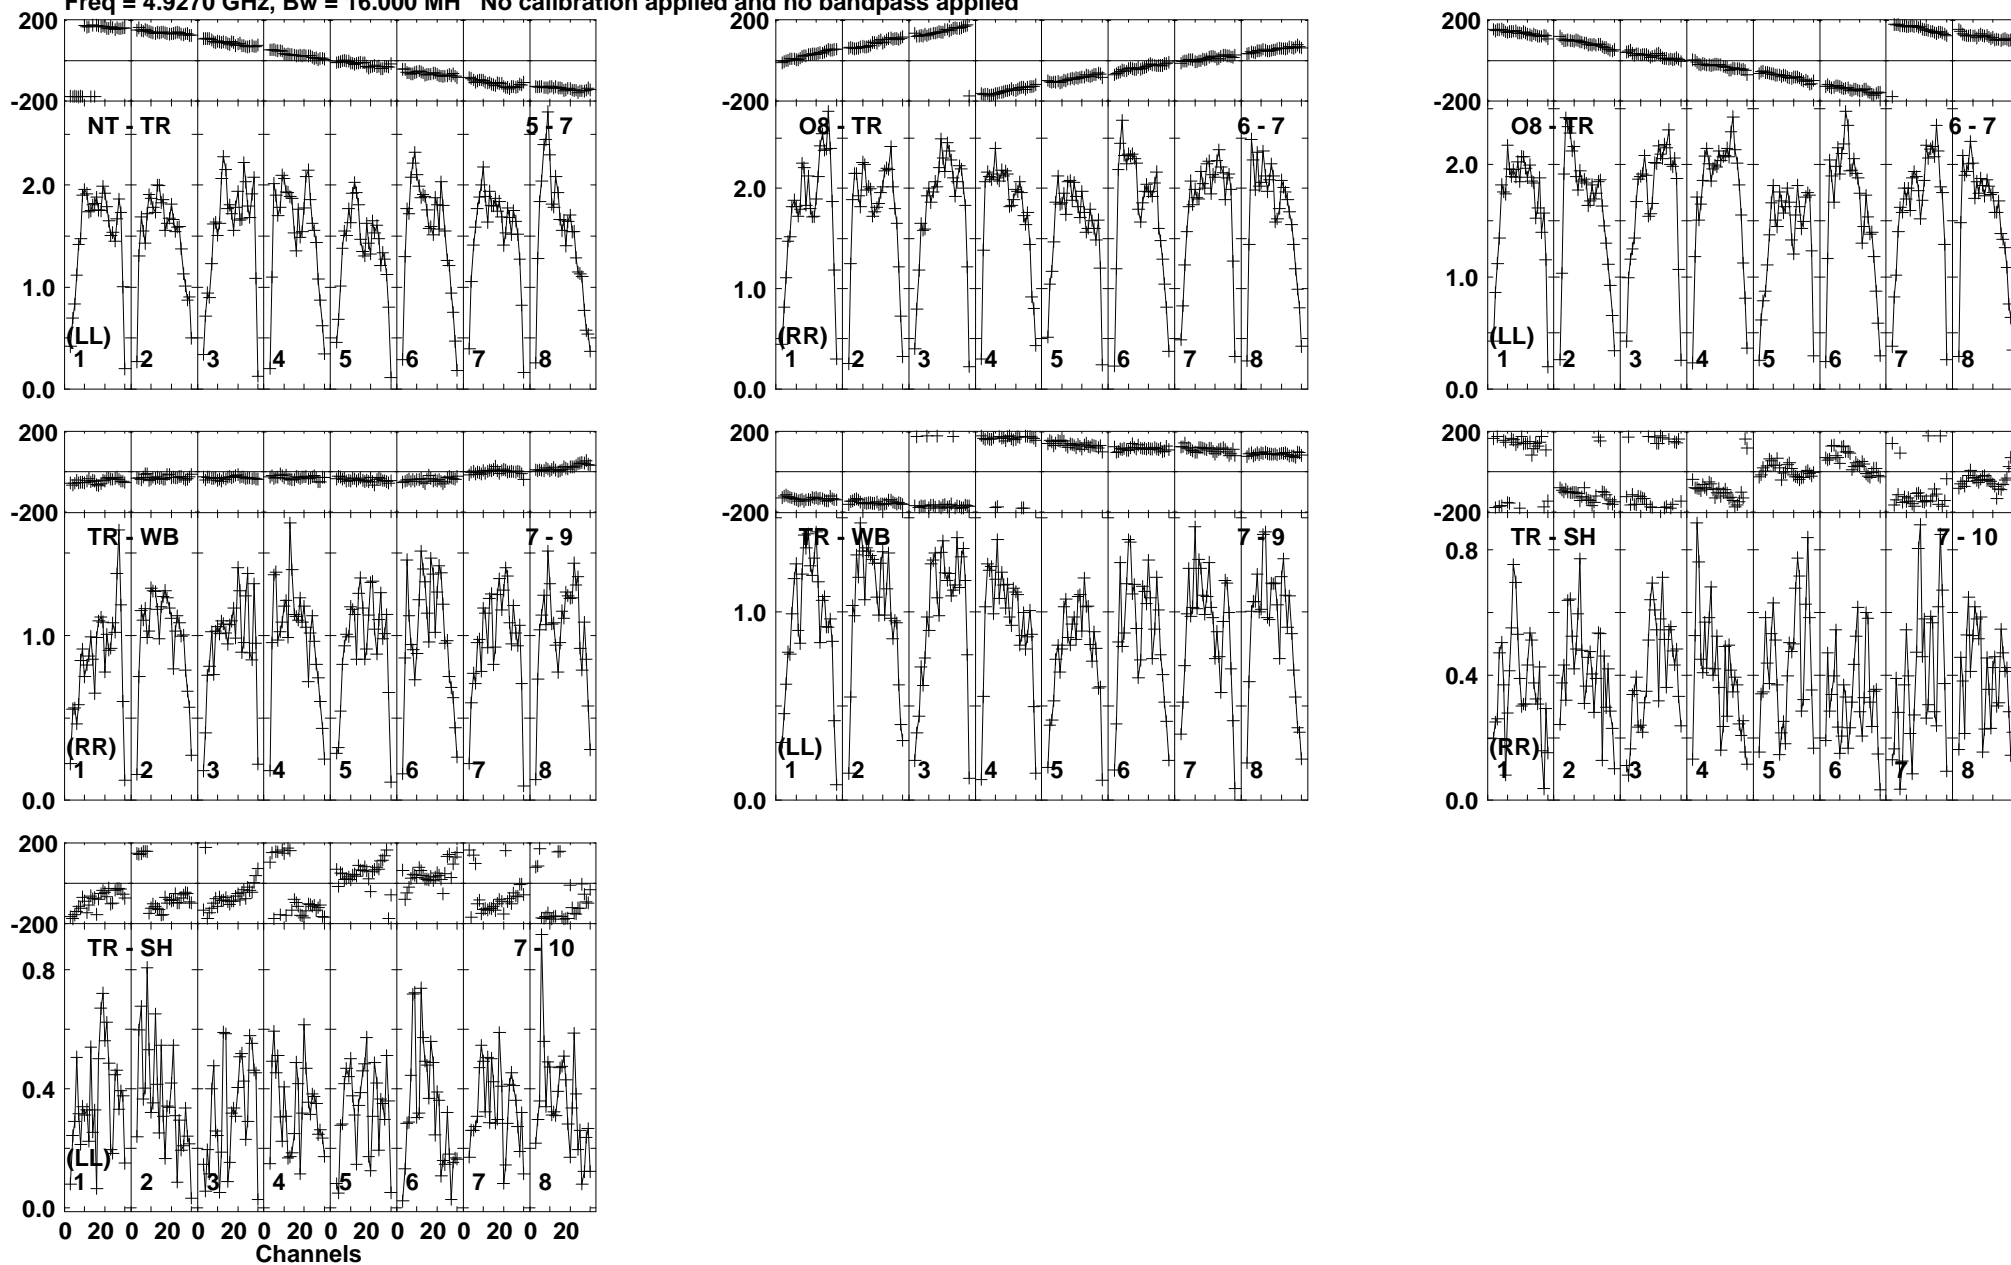 Freq = 4.9270 GHz, Bw = 16.000 MH No calibration applied and no bandpass applied
200
-200
NT - TR 5 - 7
2.0
1.0
(LL)
1 2 3 4 5 6 7 8
0.0
200
-200
O8 - TR 6 - 7
2.0
1.0
(RR)
1 2 3 4 5 6 7 8
0.0
200
-200
O8 - TR 6 - 7
2.0
1.0
(LL)
1 2 3 4 5 6 7 8
0.0
200
-200
TR - WB 7 - 9
1.0
(RR)
1 2 3 4 5 6 7 8
0.0
200
-200
TR - WB 7 - 9
1.0
(LL)
1 2 3 4 5 6 7 8
0.0
200
-200
TR - SH 7 - 10
0.8
0.4
(RR)
1 2 3 4 5 6 7 8
0.0
200
-200
TR - SH 7 - 10
0.8
0.4
(LL)
1 2 3 4 5 6 7 8
0.0
0 20 0 20 0 20 0 20 0 20 0 20 0 20 0 20
Channels